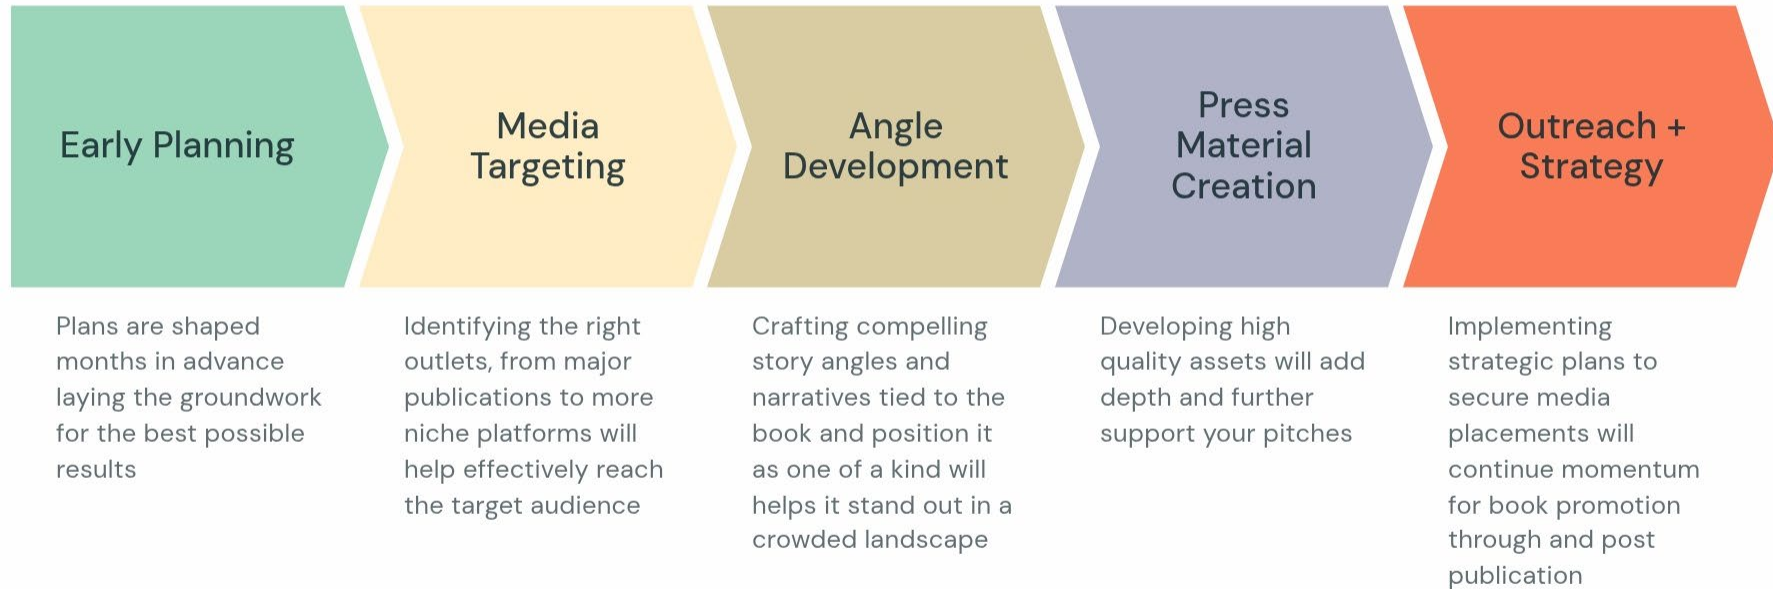 Early Planning
Media
Targeting
Angle
Development
Press
Material
Creation
Outreach +
Strategy
Plans are shaped
months in advance
laying the groundwork
for the best possible
results
Identifying the right
outlets, from major
publications to more
niche platforms will
help effectively reach
the target audience
Crafting compelling
story angles and
narratives tied to the
book and position it
as one of a kind will
helps it stand out in a
crowded landscape
Developing high
quality assets will add
depth and further
support your pitches
Implementing
strategic plans to
secure media
placements will
continue momentum
for book promotion
through and post
publication